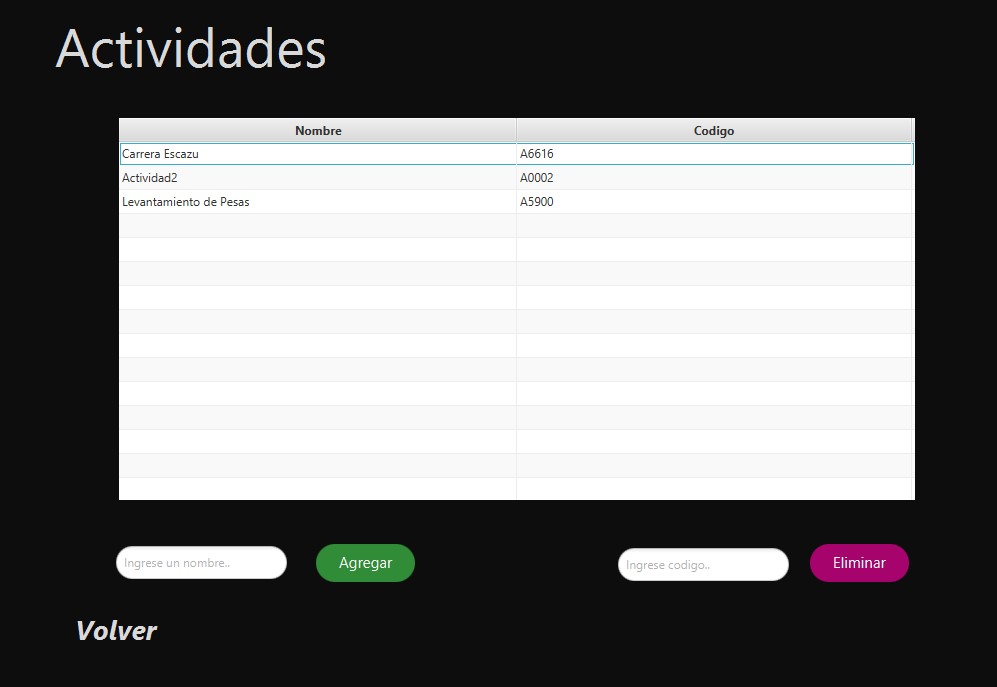 Actividades
Nombre Codigo
Carrera Escazu A6616
Actividad2 A0002
Levantamiento de Pesas A5900
Ingrese un nombre.. Agregar Ingrese codigo.. Eliminar
Volver